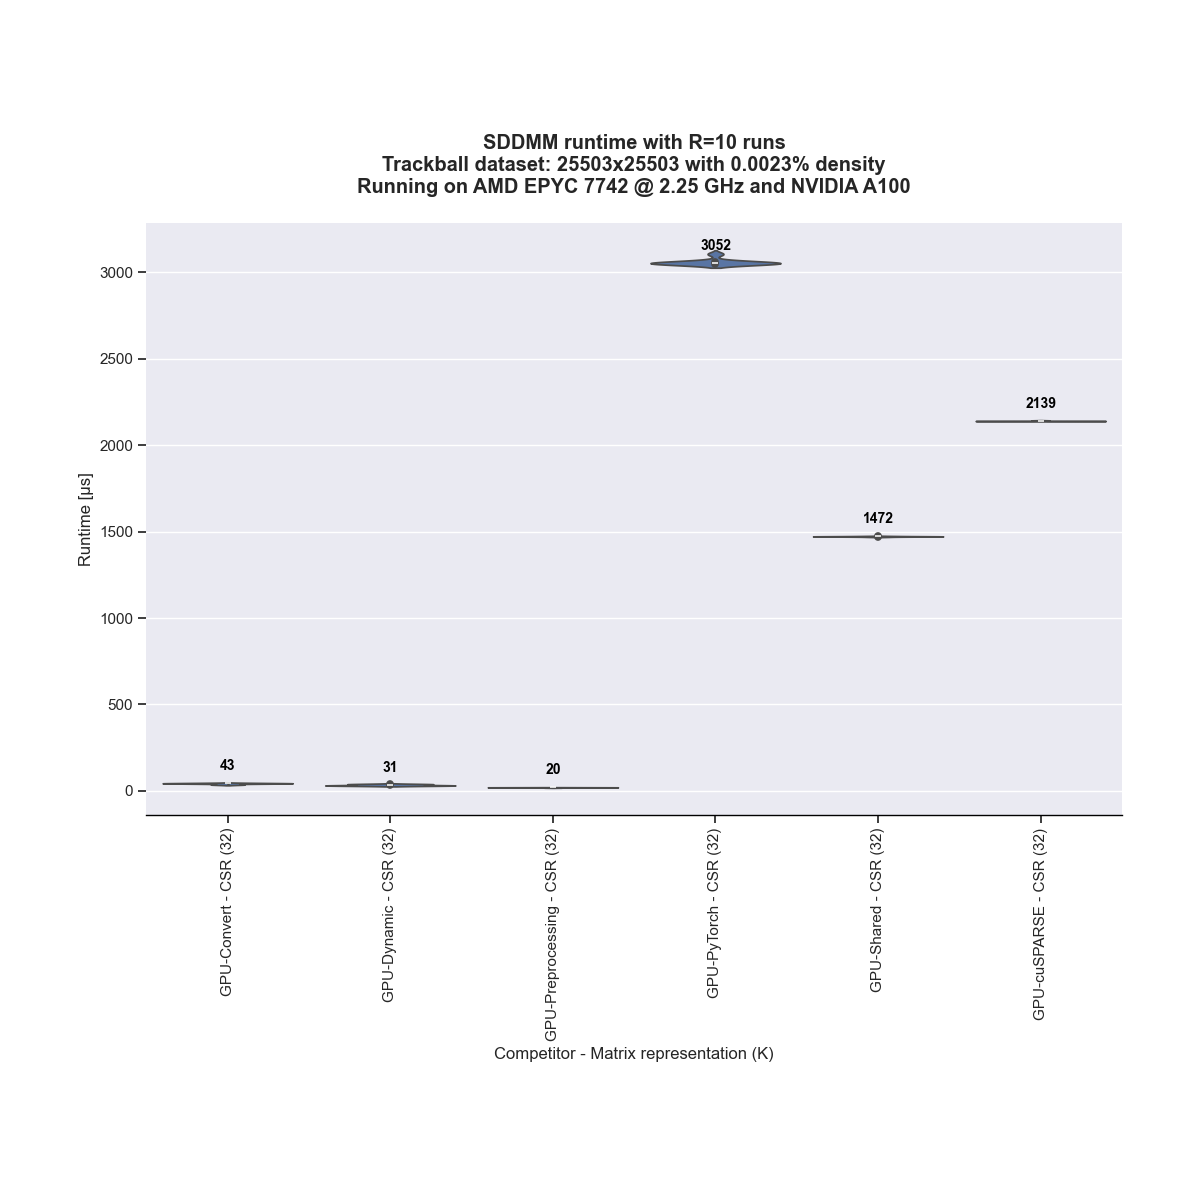 SDDMM runtime with R=10 runs
Trackball dataset: 25503x25503 with 0.0023% density
Running on AMD EPYC 7742 @ 2.25 GHz and NVIDIA A100
Runtime [μs]
3000
2500
2000
1500
1000
500
0
43
31
20
3052
1472
2139
GPU-Convert - CSR (32)
GPU-Dynamic - CSR (32)
GPU-Preprocessing - CSR (32)
GPU-PyTorch - CSR (32)
GPU-Shared - CSR (32)
GPU-cuSPARSE - CSR (32)
Competitor - Matrix representation (K)